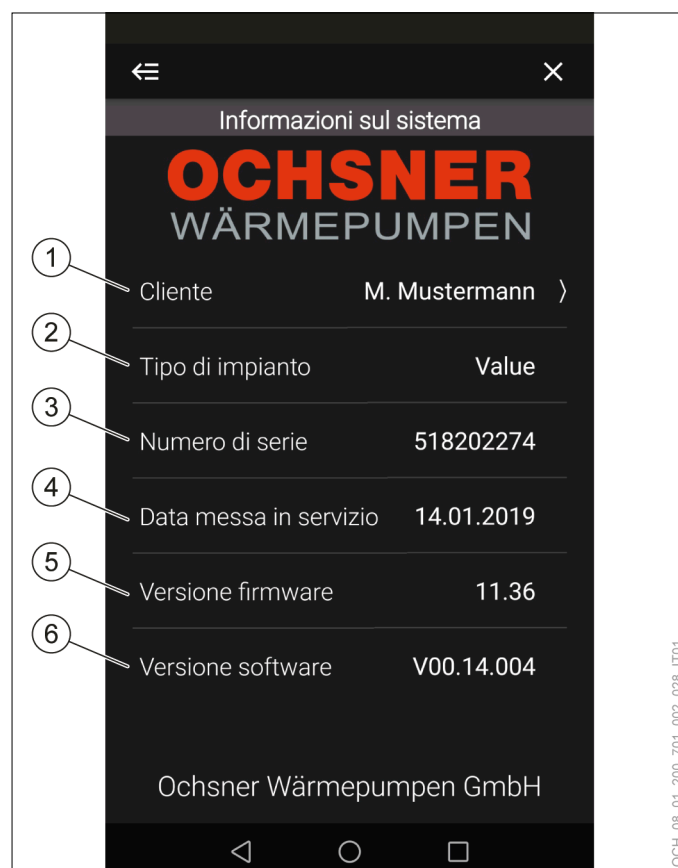 Informazioni sul sistema
OCHSNER
WÄRMEPUMPEN
1
Cliente M. Mustermann
2
Tipo di impianto Value
3
Numero di serie 518202274
4
Data messa in servizio 14.01.2019
5
Versione firmware 11.36
6
Versione software V00.14.004
Ochsner Wärmepumpen GmbH
OCH_08_01_200_701_002_028_IT01